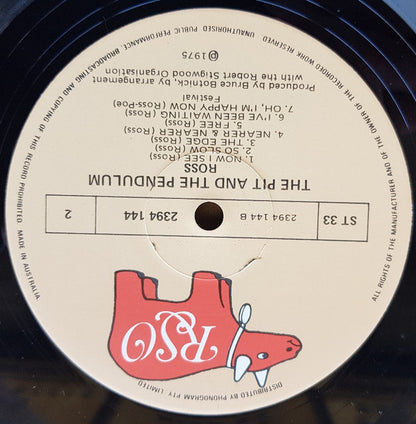 RSO
ST 33
2394 144 B
2394 144
2
THE PIT AND THE PENDULUM
ROSS
1. NOW I SEE (ROSS)
2. SO SLOW (ROSS)
3. THE EDGE (ROSS)
4. NEARER & NEARER (ROSS)
5. FREE (Ross)
6. I'VE BEEN WAITING (Ross)
7. OH, I'M HAPPY NOW (Ross-Poe)
Festival
Produced by Bruce Botnick, by arrangement
with the Robert Stigwood Organisation
℗ 1975
DISTRIBUTED BY PHONOGRAM PTY. LIMITED
ALL RIGHTS OF THE MANUFACTURER AND OF THE OWNER OF THE RECORDED WORK RESERVED. UNAUTHORISED PUBLIC PERFORMANCE, BROADCASTING AND COPYING OF THIS RECORD PROHIBITED. MADE IN AUSTRALIA